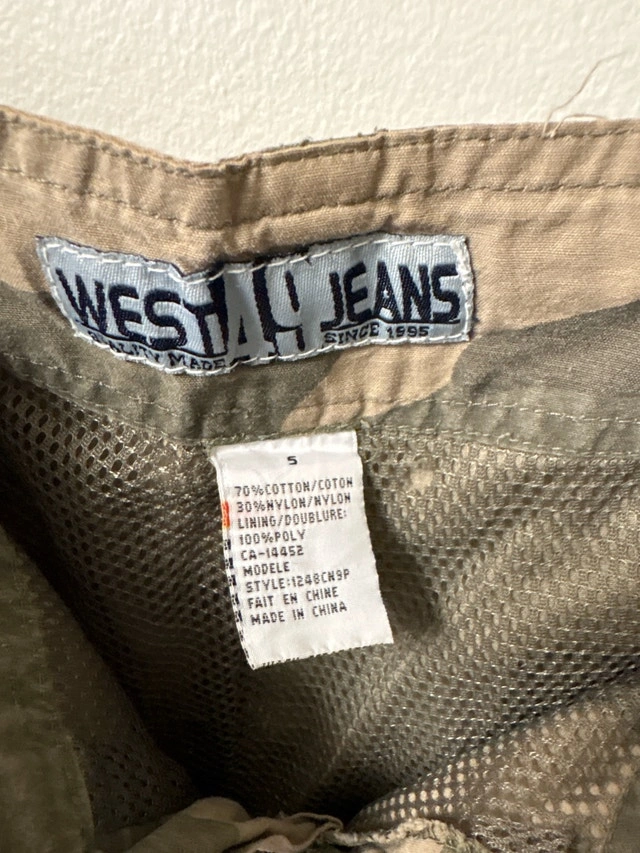 WEST 49 JEANS
QUALITY MADE SINCE 1995
S
70%COTTON/COTON
30%NYLON/NYLON
LINING/DOUBLURE:
100%POLY
CA-14452
MODELE
STYLE:1248CN9P
FAIT EN CHINE
MADE IN CHINA